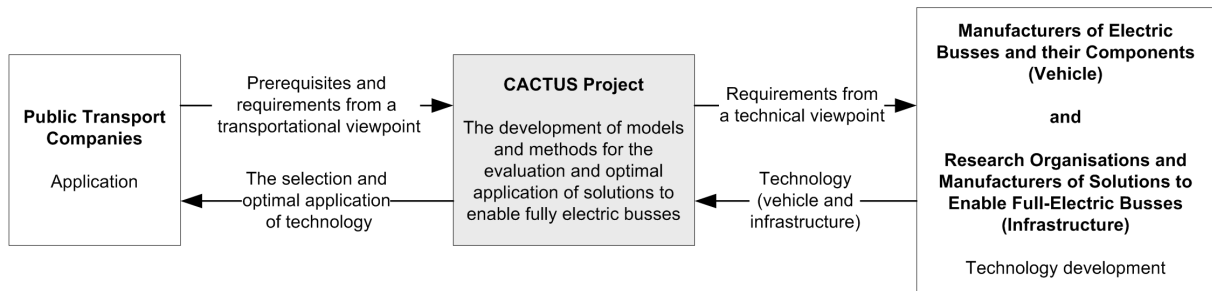 Public Transport
Companies
Application
Prerequisites and
requirements from a
transportational viewpoint
The selection and
optimal application
of technology
CACTUS Project
The development of models
and methods for the
evaluation and optimal
application of solutions to
enable fully electric busses
Requirements from
a technical viewpoint
Technology
(vehicle and
infrastructure)
Manufacturers of Electric
Busses and their Components
(Vehicle)
and
Research Organisations and
Manufacturers of Solutions to
Enable Full-Electric Busses
(Infrastructure)
Technology development